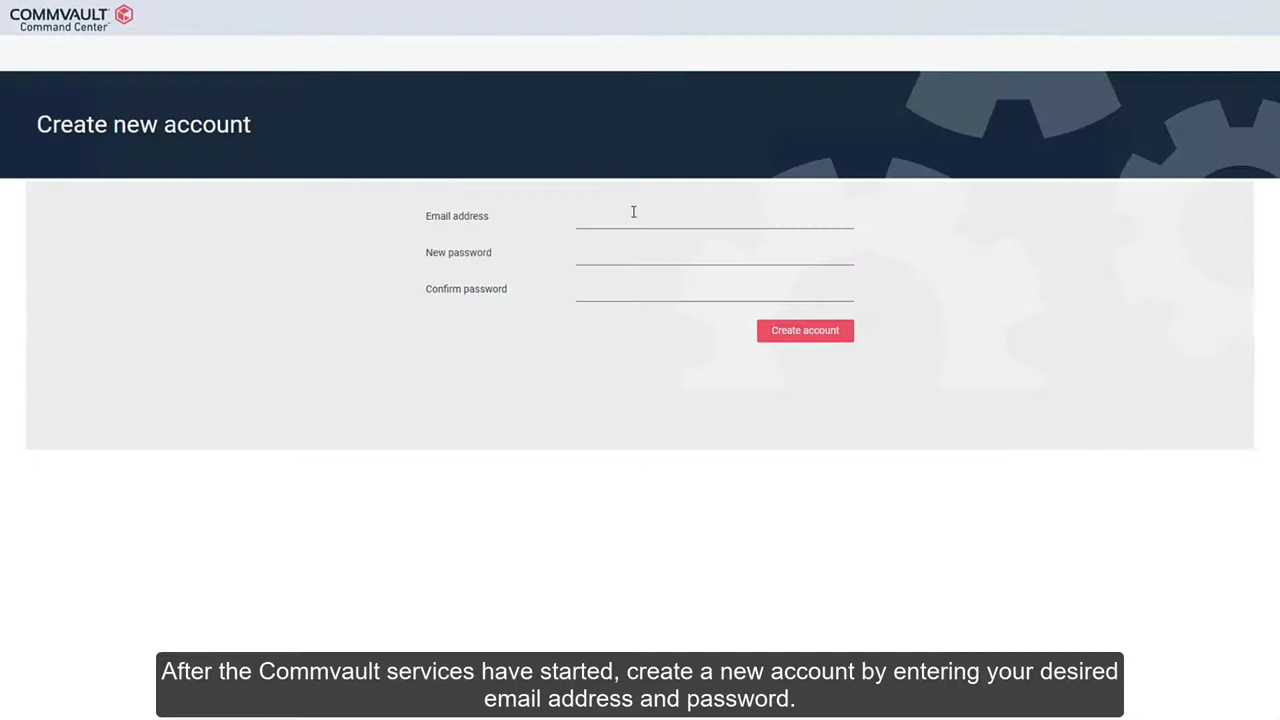 COMMVAULT
Command Center
Create new account
Email address
New password
Confirm password
Create account
After the Commvault services have started, create a new account by entering your desired
email address and password.